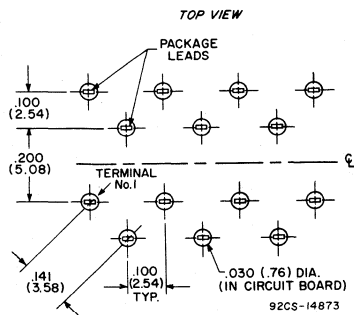 TOP VIEW
PACKAGE
LEADS
.100
(2.54)
.200
(5.08)
℄
TERMINAL
No.1
.141
(3.58)
.100
(2.54)
TYP.
.030 (.76) DIA.
(IN CIRCUIT BOARD)
92CS-14873